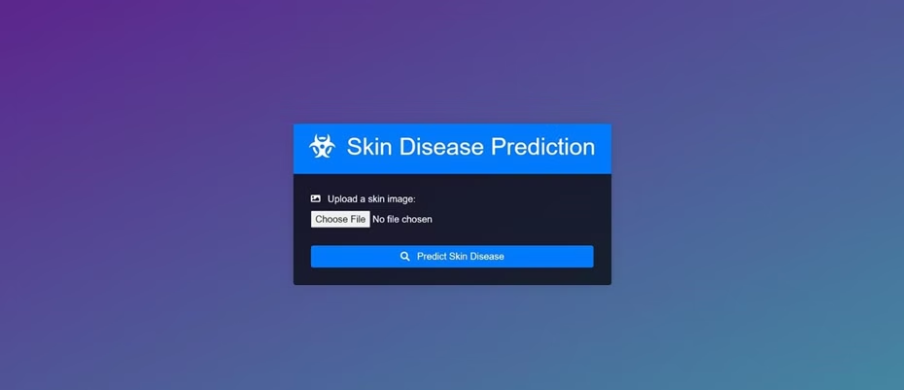 Skin Disease Prediction
Upload a skin image:
Choose File No file chosen
Predict Skin Disease